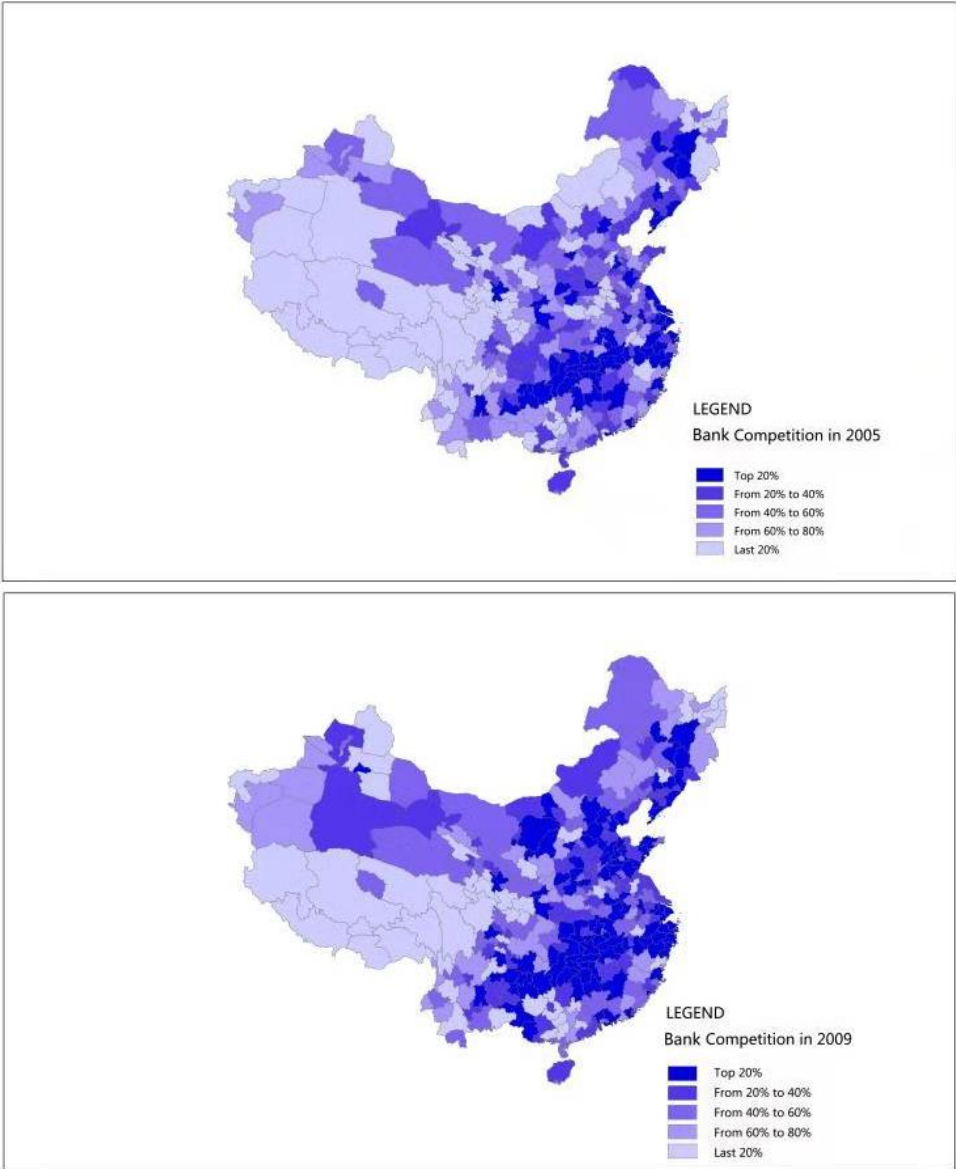 LEGEND
Bank Competition in 2005
Top 20%
From 20% to 40%
From 40% to 60%
From 60% to 80%
Last 20%
LEGEND
Bank Competition in 2009
Top 20%
From 20% to 40%
From 40% to 60%
From 60% to 80%
Last 20%